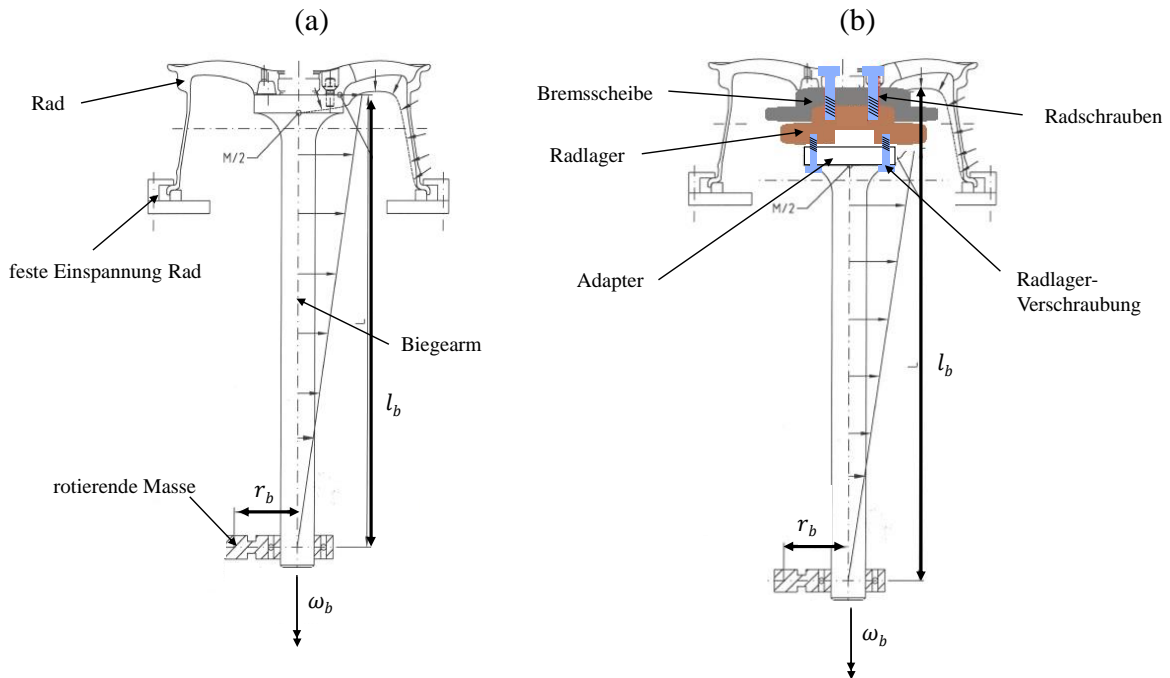 (a)
Rad
M/2
feste Einspannung Rad
Biegearm
L
l_b
rotierende Masse
r_b
ω_b
(b)
Bremsscheibe
Radschrauben
Radlager
M/2
Adapter
Radlager-
Verschraubung
L
l_b
r_b
ω_b